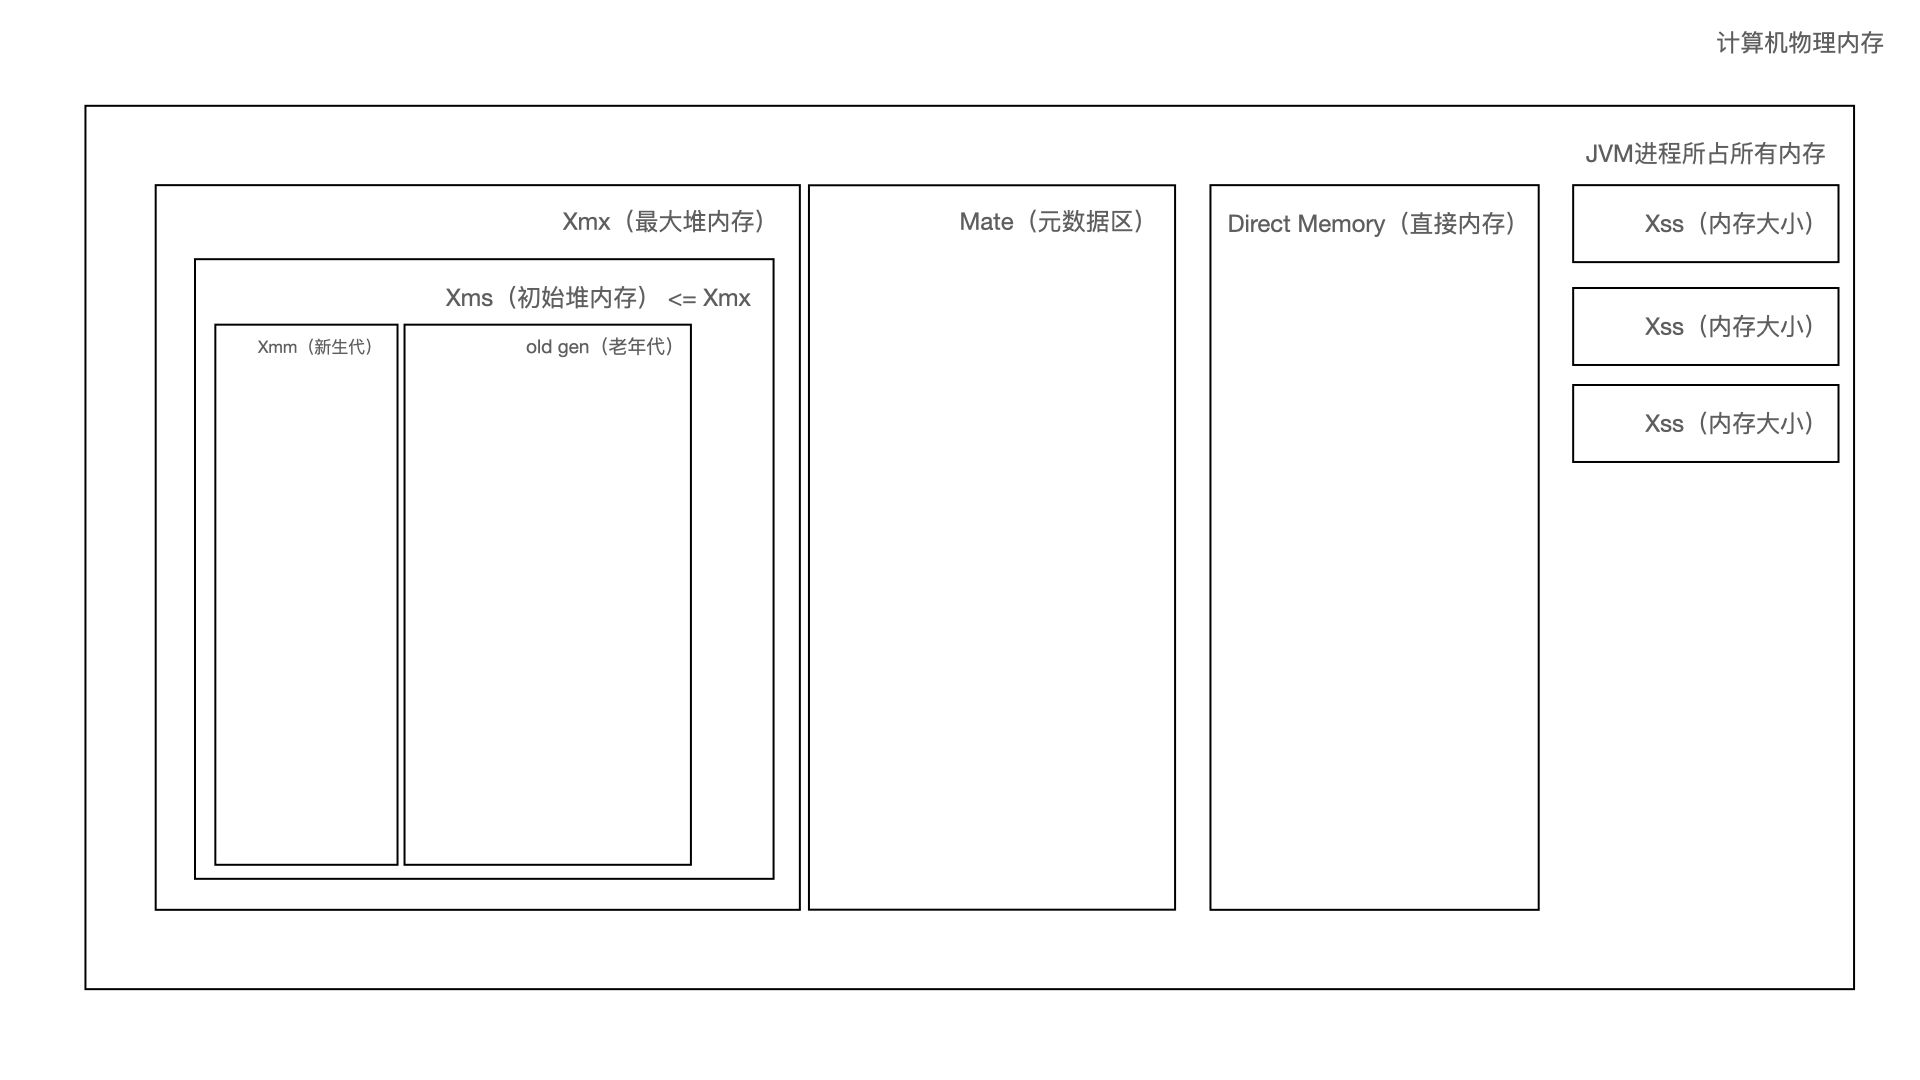 计算机物理内存
JVM进程所占所有内存
Xmx（最大堆内存）
Mate（元数据区）
Direct Memory（直接内存）
Xss（内存大小）
Xms（初始堆内存） <= Xmx
Xss（内存大小）
Xmm（新生代）
old gen（老年代）
Xss（内存大小）